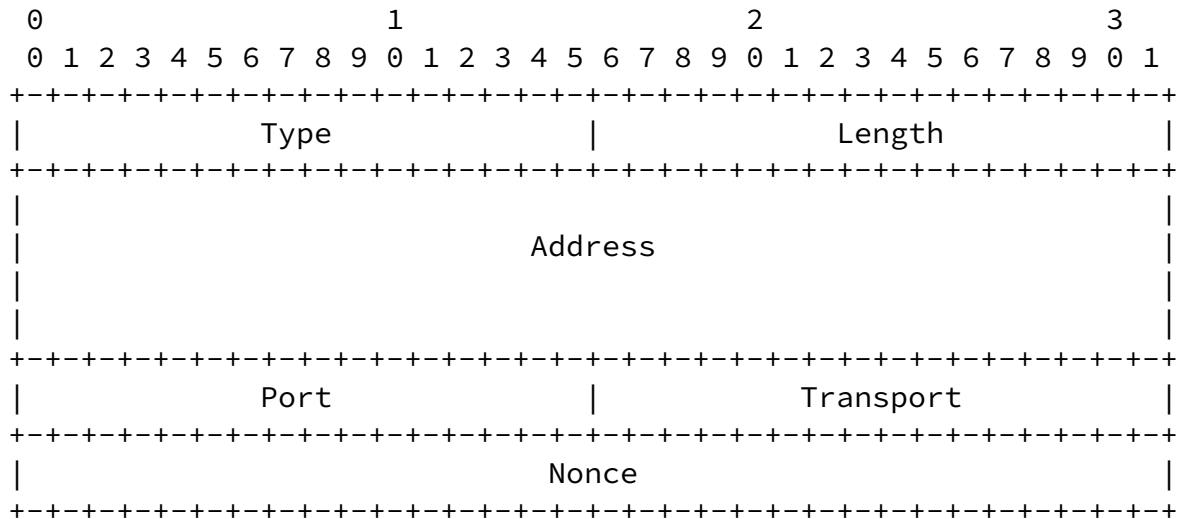 0                   1                   2                   3
0 1 2 3 4 5 6 7 8 9 0 1 2 3 4 5 6 7 8 9 0 1 2 3 4 5 6 7 8 9 0 1
+-+-+-+-+-+-+-+-+-+-+-+-+-+-+-+-+-+-+-+-+-+-+-+-+-+-+-+-+-+-+-+-+
|             Type              |             Length            |
+-+-+-+-+-+-+-+-+-+-+-+-+-+-+-+-+-+-+-+-+-+-+-+-+-+-+-+-+-+-+-+-+
|                                                               |
|                            Address                            |
|                                                               |
|                                                               |
+-+-+-+-+-+-+-+-+-+-+-+-+-+-+-+-+-+-+-+-+-+-+-+-+-+-+-+-+-+-+-+-+
|             Port              |           Transport           |
+-+-+-+-+-+-+-+-+-+-+-+-+-+-+-+-+-+-+-+-+-+-+-+-+-+-+-+-+-+-+-+-+
|                             Nonce                             |
+-+-+-+-+-+-+-+-+-+-+-+-+-+-+-+-+-+-+-+-+-+-+-+-+-+-+-+-+-+-+-+-+